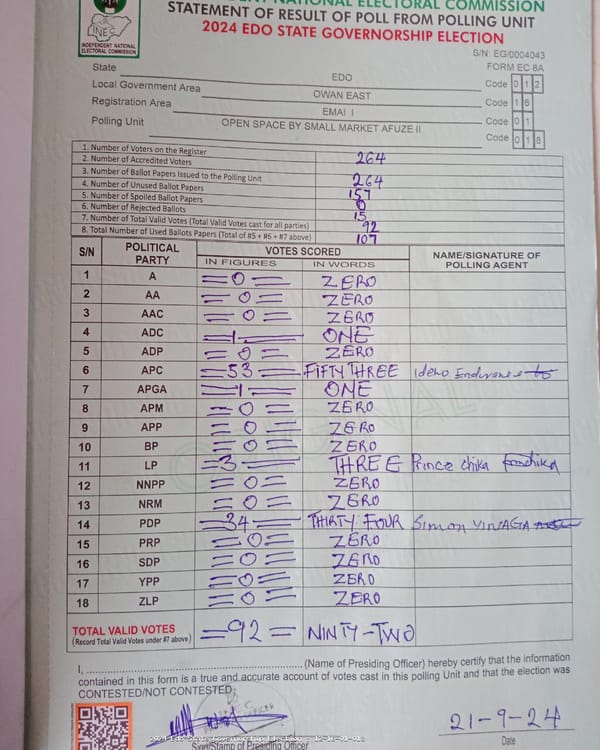 INDEPENDENT NATIONAL ELECTORAL COMMISSION
STATEMENT OF RESULT OF POLL FROM POLLING UNIT
2024 EDO STATE GOVERNORSHIP ELECTION
INEC
INDEPENDENT NATIONAL
ELECTORAL COMMISSION
S/N: EG/0004043
FORM EC 8A
State EDO Code 0 1 2
Local Government Area OWAN EAST Code 1 6
Registration Area EMAI I Code 0 1
Polling Unit OPEN SPACE BY SMALL MARKET AFUZE II Code 0 1 8
1. Number of Voters on the Register 264
2. Number of Accredited Voters
3. Number of Ballot Papers Issued to the Polling Unit 264
4. Number of Unused Ballot Papers 157
5. Number of Spoiled Ballot Papers 0
6. Number of Rejected Ballots 15
7. Number of Total Valid Votes (Total Valid Votes cast for all parties) 92
8. Total Number of Used Ballots Papers (Total of #5 + #6 + #7 above) 107
S/N POLITICAL PARTY VOTES SCORED NAME/SIGNATURE OF POLLING AGENT
IN FIGURES IN WORDS
1 A =0= ZERO
2 AA =0= ZERO
3 AAC =0= ZERO
4 ADC =1= ONE
5 ADP =0= ZERO
6 APC =53= FIFTY THREE Ideho Endurance
7 APGA =1= ONE
8 APM =0= ZERO
9 APP =0= ZERO
10 BP =0= ZERO
11 LP =3= THREE Prince chika
12 NNPP =0= ZERO
13 NRM =0= ZERO
14 PDP =34= THIRTY FOUR Simon
15 PRP =0= ZERO
16 SDP =0= ZERO
17 YPP =0= ZERO
18 ZLP =0= ZERO
TOTAL VALID VOTES =92= NINTY-TWO
(Record Total Valid Votes under #7 above)
I, (Name of Presiding Officer) hereby certify that the information
contained in this form is a true and accurate account of votes cast in this polling Unit and that the election was
CONTESTED/NOT CONTESTED.
21-9-24
Sign/Stamp of Presiding Officer
Date